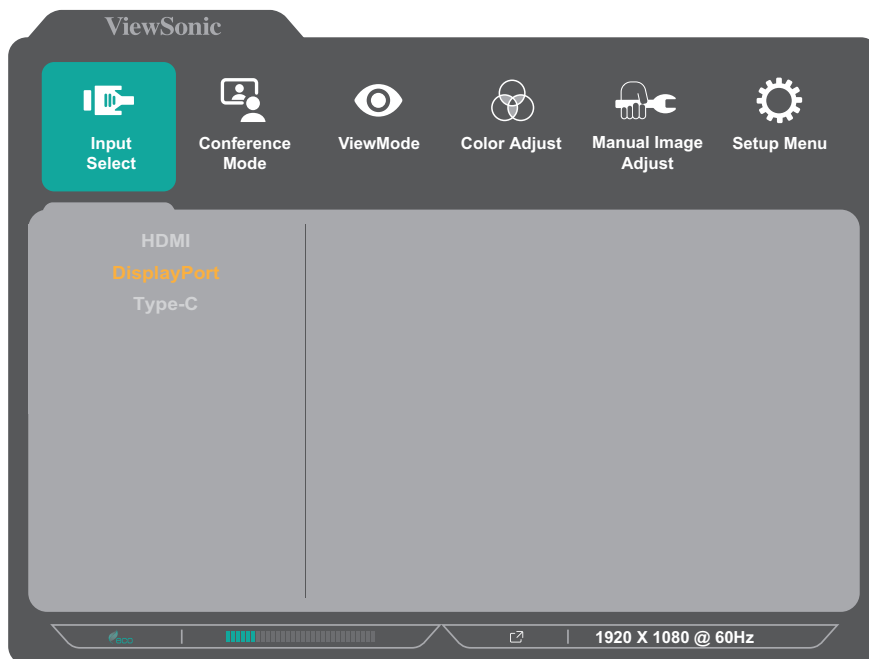 ViewSonic
Input
Select
Conference
Mode
ViewMode
Color Adjust
Manual Image
Adjust
Setup Menu
HDMI
DisplayPort
Type-C
eco
1920 X 1080 @ 60Hz